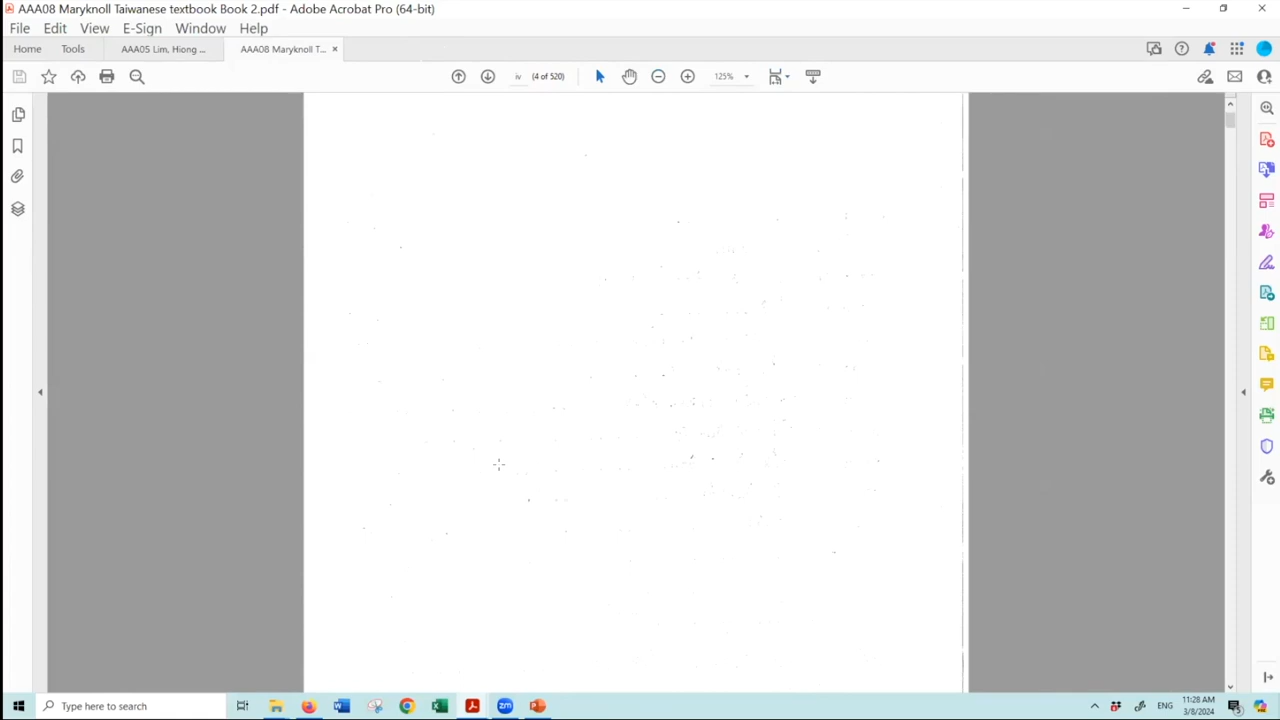 AAA08 Maryknoll Taiwanese textbook Book 2.pdf - Adobe Acrobat Pro (64-bit)
File Edit View E-Sign Window Help
Home Tools AAA05 Lim, Hiong ... AAA08 Maryknoll T... ×
iv (4 of 520) 125%
Type here to search
ENG
11:28 AM
3/8/2024